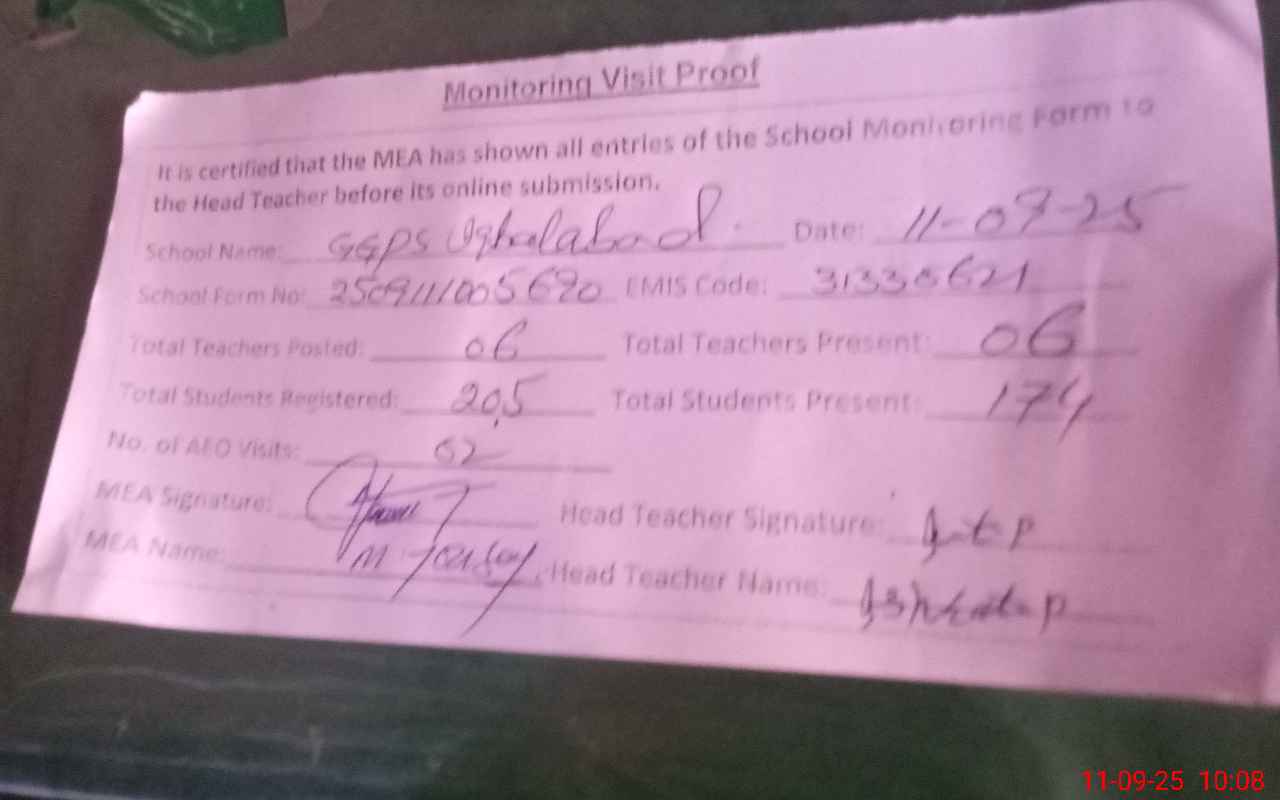 Monitoring Visit Proof
It is certified that the MEA has shown all entries of the School Monitoring Form to
the Head Teacher before its online submission.
School Name: GGPS Iqbalabad Date: 11-09-25
School Form No: 250911005690 EMIS Code: 31338621
Total Teachers Posted: 06 Total Teachers Present: 06
Total Students Registered: 205 Total Students Present: 174
No. of AEO Visits: 02
MEA Signature: Head Teacher Signature:
MEA Name: M Head Teacher Name:
11-09-25 10:08